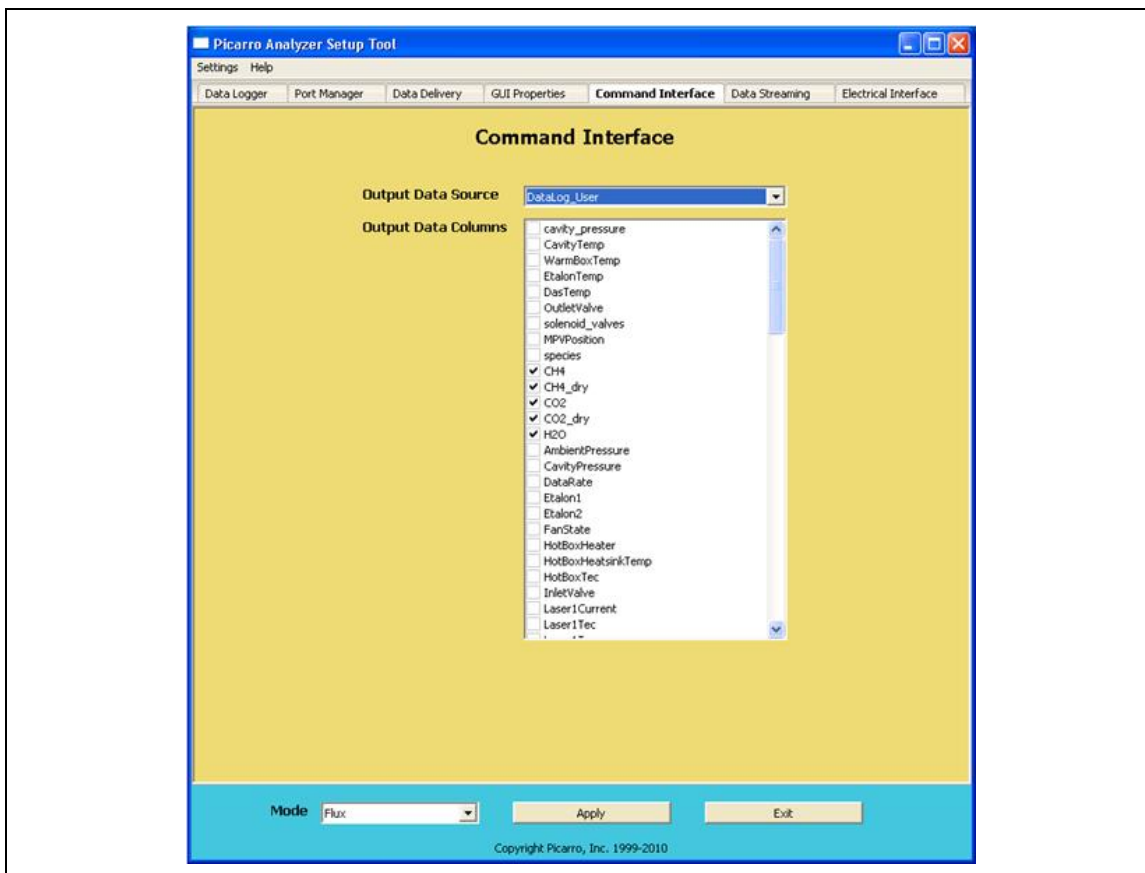 Picarro Analyzer Setup Tool
Settings Help
Data Logger Port Manager Data Delivery GUI Properties Command Interface Data Streaming Electrical Interface
Command Interface
Output Data Source DataLog_User
Output Data Columns
cavity_pressure
CavityTemp
WarmBoxTemp
EtalonTemp
DasTemp
OutletValve
solenoid_valves
MPVPosition
species
CH4
CH4_dry
CO2
CO2_dry
H2O
AmbientPressure
CavityPressure
DataRate
Etalon1
Etalon2
FanState
HotBoxHeater
HotBoxHeatsinkTemp
HotBoxTec
InletValve
Laser1Current
Laser1Tec
Mode Flux Apply Exit
Copyright Picarro, Inc. 1999-2010